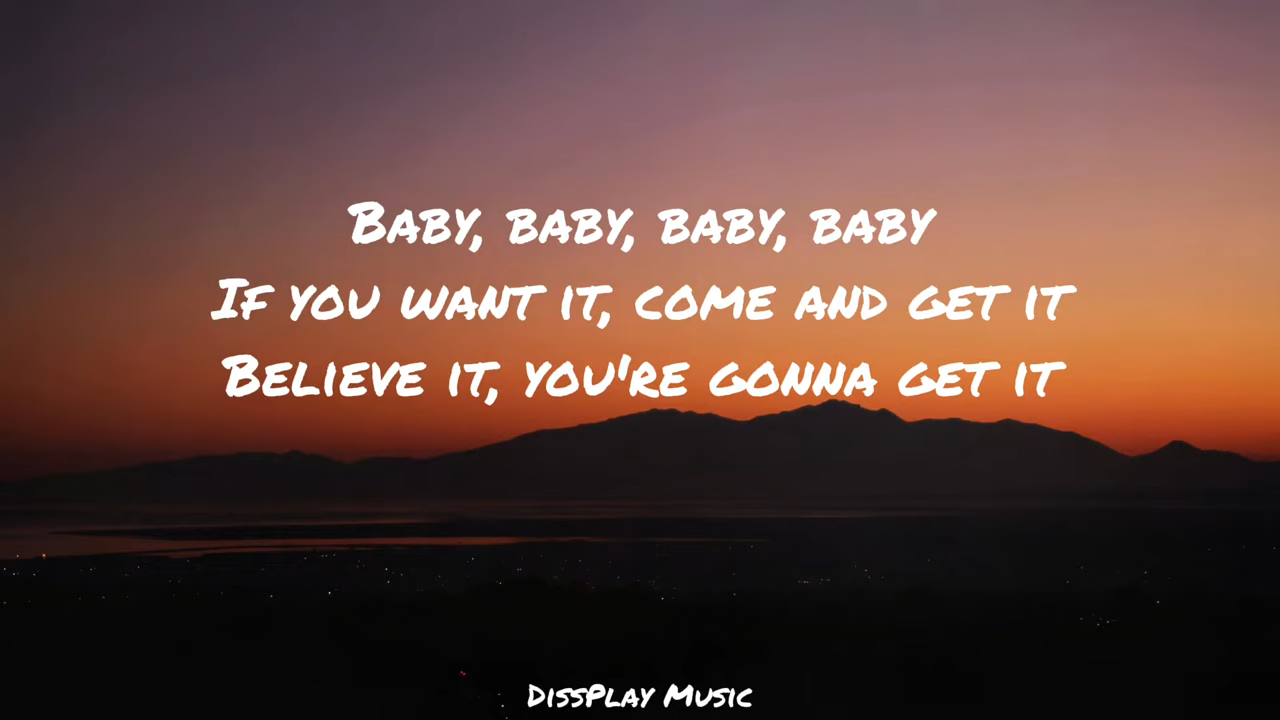 Baby, baby, baby, baby
If you want it, come and get it
Believe it, you're gonna get it
DissPlay Music